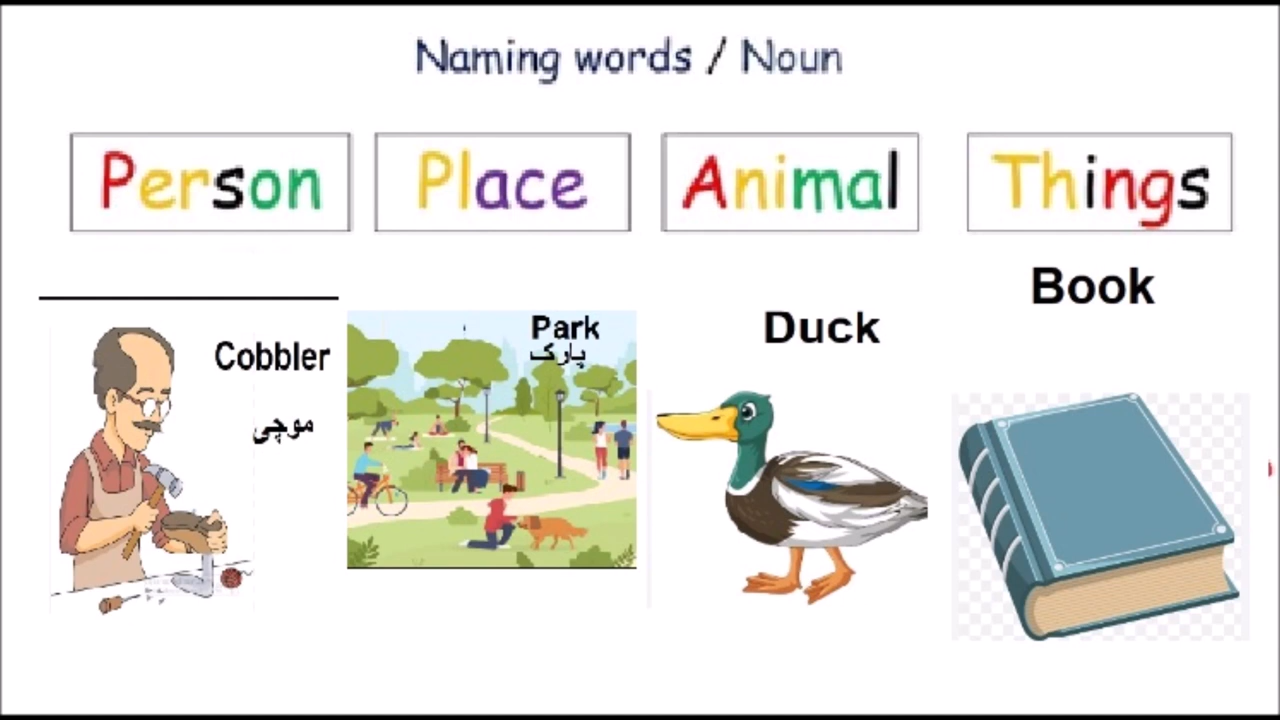 Naming words / Noun
Person
Place
Animal
Things
Cobbler
موچی
Park
پارک
Duck
Book